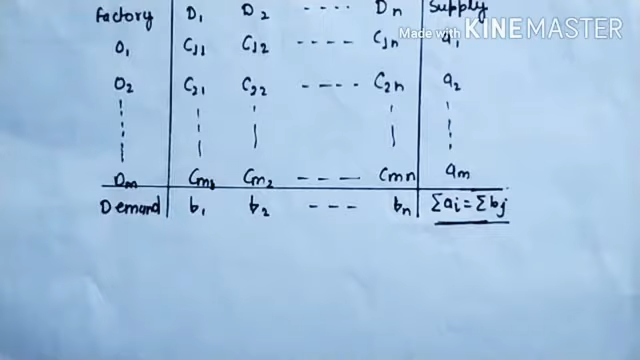 Factory D1 D2 ---- Dn Supply
Made with KINEMASTER
O1 C11 C12 ---- C1n a1
O2 C21 C22 ---- C2n a2
Om Cm1 Cm2 ---- Cmn am
Demand b1 b2 --- bn Σai = Σbj